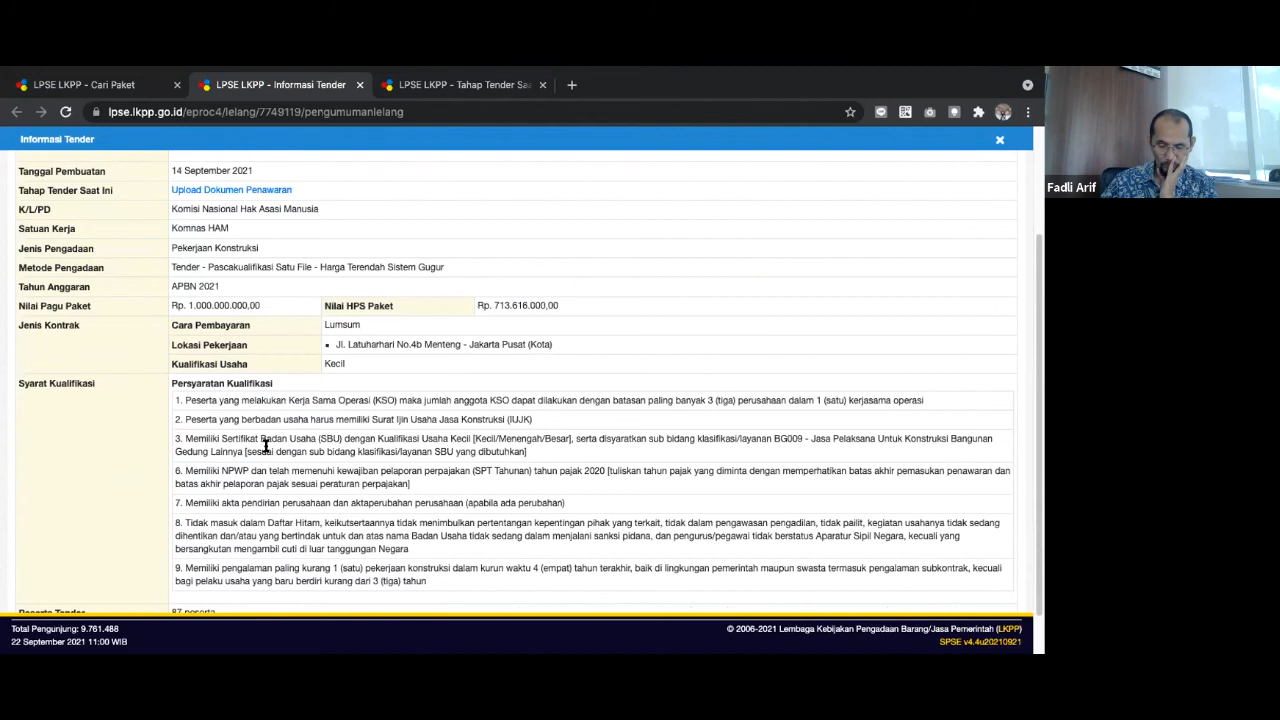 LPSE LKPP - Cari Paket
LPSE LKPP - Informasi Tender
LPSE LKPP - Tahap Tender Saa
lpse.lkpp.go.id/eproc4/lelang/7749119/pengumumanlelang
Informasi Tender
Tanggal Pembuatan 14 September 2021
Tahap Tender Saat Ini Upload Dokumen Penawaran
K/L/PD Komisi Nasional Hak Asasi Manusia
Satuan Kerja Komnas HAM
Jenis Pengadaan Pekerjaan Konstruksi
Metode Pengadaan Tender - Pascakualifikasi Satu File - Harga Terendah Sistem Gugur
Tahun Anggaran APBN 2021
Nilai Pagu Paket Rp. 1.000.000.000,00 Nilai HPS Paket Rp. 713.616.000,00
Jenis Kontrak Cara Pembayaran Lumsum
Lokasi Pekerjaan ▪ Jl. Latuharhari No.4b Menteng - Jakarta Pusat (Kota)
Kualifikasi Usaha Kecil
Syarat Kualifikasi Persyaratan Kualifikasi
1. Peserta yang melakukan Kerja Sama Operasi (KSO) maka jumlah anggota KSO dapat dilakukan dengan batasan paling banyak 3 (tiga) perusahaan dalam 1 (satu) kerjasama operasi
2. Peserta yang berbadan usaha harus memiliki Surat Ijin Usaha Jasa Konstruksi (IUJK)
3. Memiliki Sertifikat Badan Usaha (SBU) dengan Kualifikasi Usaha Kecil [Kecil/Menengah/Besar], serta disyaratkan sub bidang klasifikasi/layanan BG009 - Jasa Pelaksana Untuk Konstruksi Bangunan
Gedung Lainnya [sesuai dengan sub bidang klasifikasi/layanan SBU yang dibutuhkan]
6. Memiliki NPWP dan telah memenuhi kewajiban pelaporan perpajakan (SPT Tahunan) tahun pajak 2020 [tuliskan tahun pajak yang diminta dengan memperhatikan batas akhir pemasukan penawaran dan
batas akhir pelaporan pajak sesuai peraturan perpajakan]
7. Memiliki akta pendirian perusahaan dan aktaperubahan perusahaan (apabila ada perubahan)
8. Tidak masuk dalam Daftar Hitam, keikutsertaannya tidak menimbulkan pertentangan kepentingan pihak yang terkait, tidak dalam pengawasan pengadilan, tidak pailit, kegiatan usahanya tidak sedang
dihentikan dan/atau yang bertindak untuk dan atas nama Badan Usaha tidak sedang dalam menjalani sanksi pidana, dan pengurus/pegawai tidak berstatus Aparatur Sipil Negara, kecuali yang
bersangkutan mengambil cuti di luar tanggungan Negara
9. Memiliki pengalaman paling kurang 1 (satu) pekerjaan konstruksi dalam kurun waktu 4 (empat) tahun terakhir, baik di lingkungan pemerintah maupun swasta termasuk pengalaman subkontrak, kecuali
bagi pelaku usaha yang baru berdiri kurang dari 3 (tiga) tahun
Peserta Tender 87 peserta
Total Pengunjung: 9.761.488 © 2006-2021 Lembaga Kebijakan Pengadaan Barang/Jasa Pemerintah (LKPP)
22 September 2021 11:00 WIB SPSE v4.4u20210921
Fadli Arif